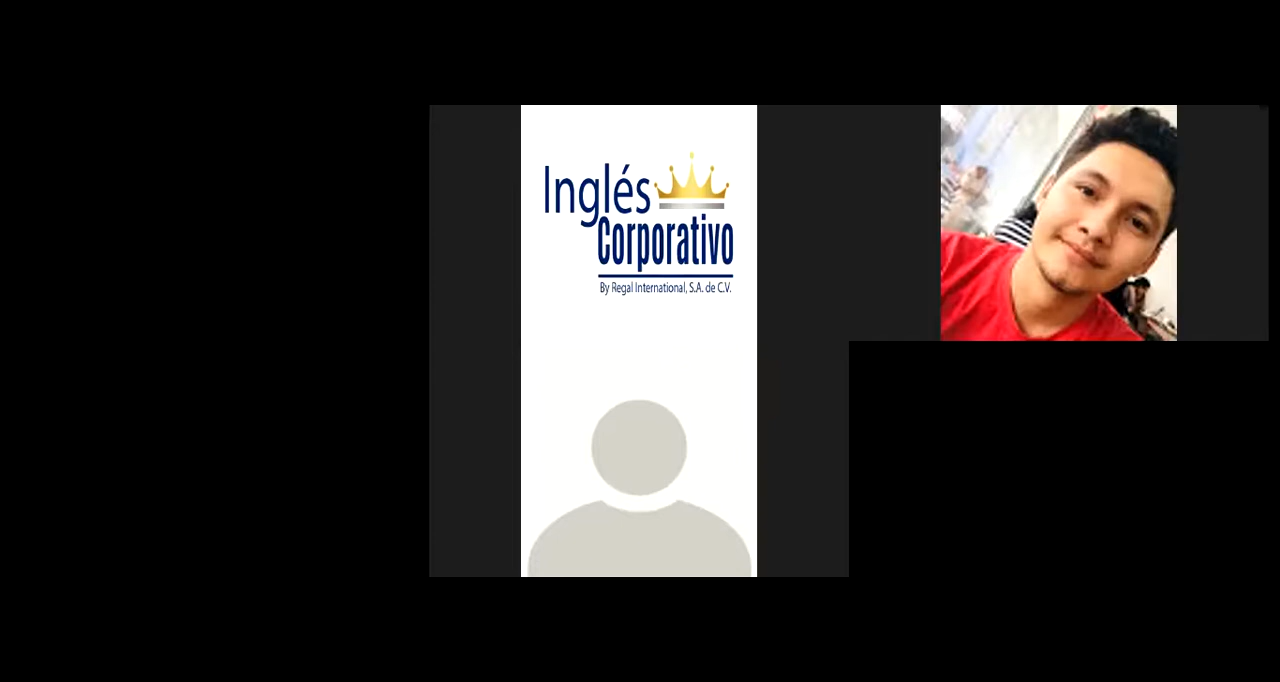 Inglés
Corporativo
By Regal International, S.A. de C.V.